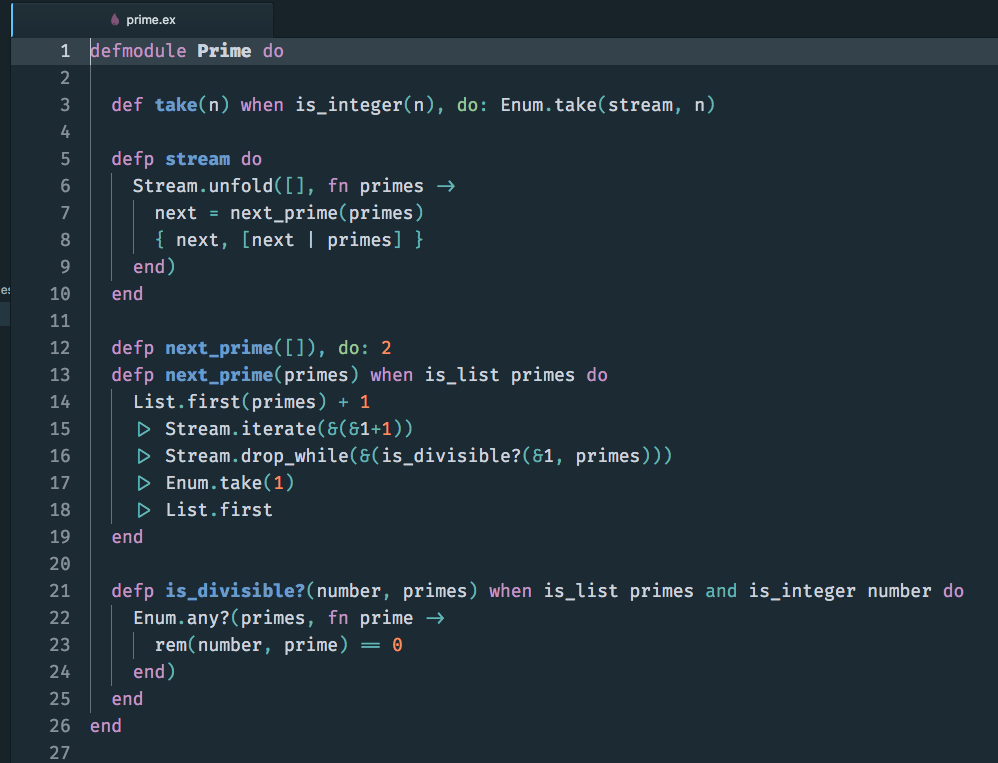 prime.ex
1 defmodule Prime do
2
3   def take(n) when is_integer(n), do: Enum.take(stream, n)
4
5   defp stream do
6     Stream.unfold([], fn primes ->
7       next = next_prime(primes)
8       { next, [next | primes] }
9     end)
es
10   end
11
12   defp next_prime([]), do: 2
13   defp next_prime(primes) when is_list primes do
14     List.first(primes) + 1
15     |> Stream.iterate(&(&1+1))
16     |> Stream.drop_while(&(is_divisible?(&1, primes)))
17     |> Enum.take(1)
18     |> List.first
19   end
20
21   defp is_divisible?(number, primes) when is_list primes and is_integer number do
22     Enum.any?(primes, fn prime ->
23       rem(number, prime) == 0
24     end)
25   end
26 end
27